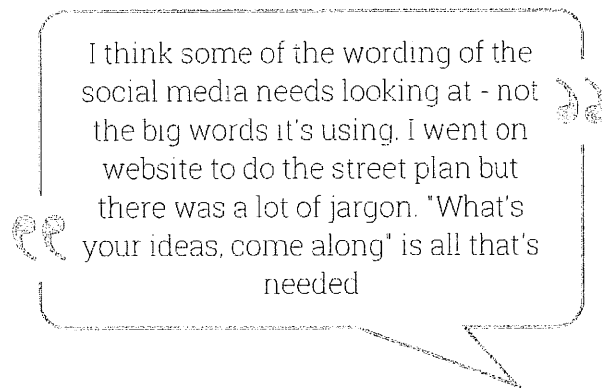 I think some of the wording of the
social media needs looking at - not
the big words it's using. I went on
website to do the street plan but
there was a lot of jargon. "What's
your ideas, come along" is all that's
needed